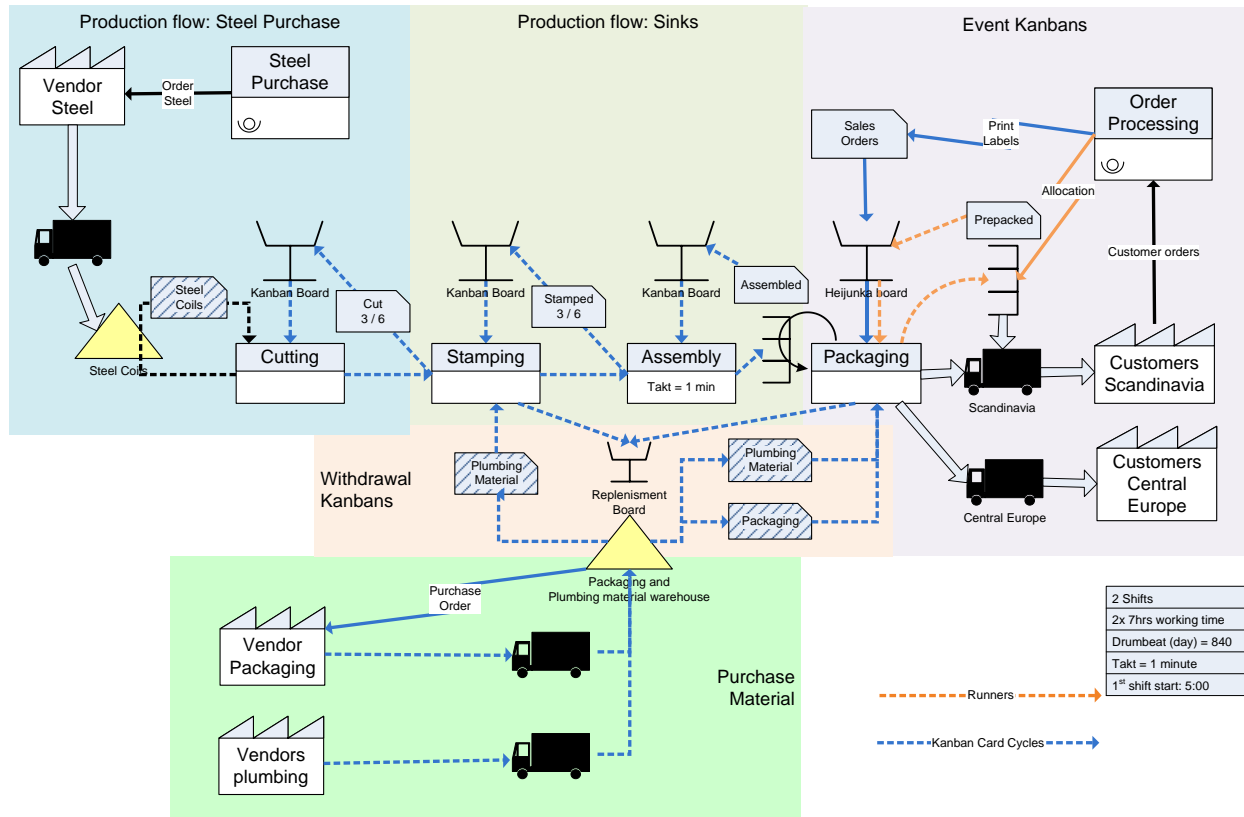 Production flow: Steel Purchase
Production flow: Sinks
Event Kanbans
Vendor
Steel
Order
Steel
Steel
Purchase
Sales
Orders
Print
Labels
Order
Processing
Allocation
Prepacked
Customer orders
Steel
Coils
Kanban Board
Cut
3 / 6
Kanban Board
Stamped
3 / 6
Kanban Board
Assembled
Heijunka board
Steel Coils
Cutting
Stamping
Assembly
Takt = 1 min
Packaging
Scandinavia
Customers
Scandinavia
Withdrawal
Kanbans
Plumbing
Material
Replenisment
Board
Plumbing
Material
Packaging
Central Europe
Customers
Central
Europe
Packaging and
Plumbing material warehouse
Purchase
Order
Vendor
Packaging
Vendors
plumbing
Purchase
Material
Runners
Kanban Card Cycles
2 Shifts
2x 7hrs working time
Drumbeat (day) = 840
Takt = 1 minute
1st shift start: 5:00